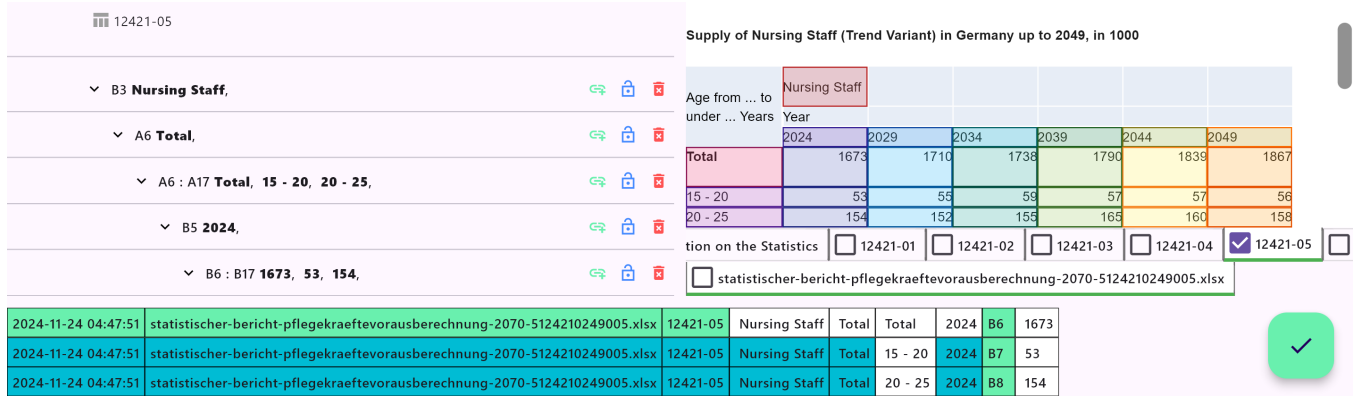 12421-05
B3 Nursing Staff,
A6 Total,
A6 : A17 Total, 15 - 20, 20 - 25,
B5 2024,
B6 : B17 1673, 53, 154,
Supply of Nursing Staff (Trend Variant) in Germany up to 2049, in 1000
Age from ... to under ... Years
Nursing Staff
Year
2024 2029 2034 2039 2044 2049
Total 1673 1710 1738 1790 1839 1867
15 - 20 53 55 59 57 57 56
20 - 25 154 152 155 165 160 158
tion on the Statistics 12421-01 12421-02 12421-03 12421-04 12421-05
statistischer-bericht-pflegekraeftevorausberechnung-2070-5124210249005.xlsx
2024-11-24 04:47:51 statistischer-bericht-pflegekraeftevorausberechnung-2070-5124210249005.xlsx 12421-05 Nursing Staff Total Total 2024 B6 1673
2024-11-24 04:47:51 statistischer-bericht-pflegekraeftevorausberechnung-2070-5124210249005.xlsx 12421-05 Nursing Staff Total 15 - 20 2024 B7 53
2024-11-24 04:47:51 statistischer-bericht-pflegekraeftevorausberechnung-2070-5124210249005.xlsx 12421-05 Nursing Staff Total 20 - 25 2024 B8 154